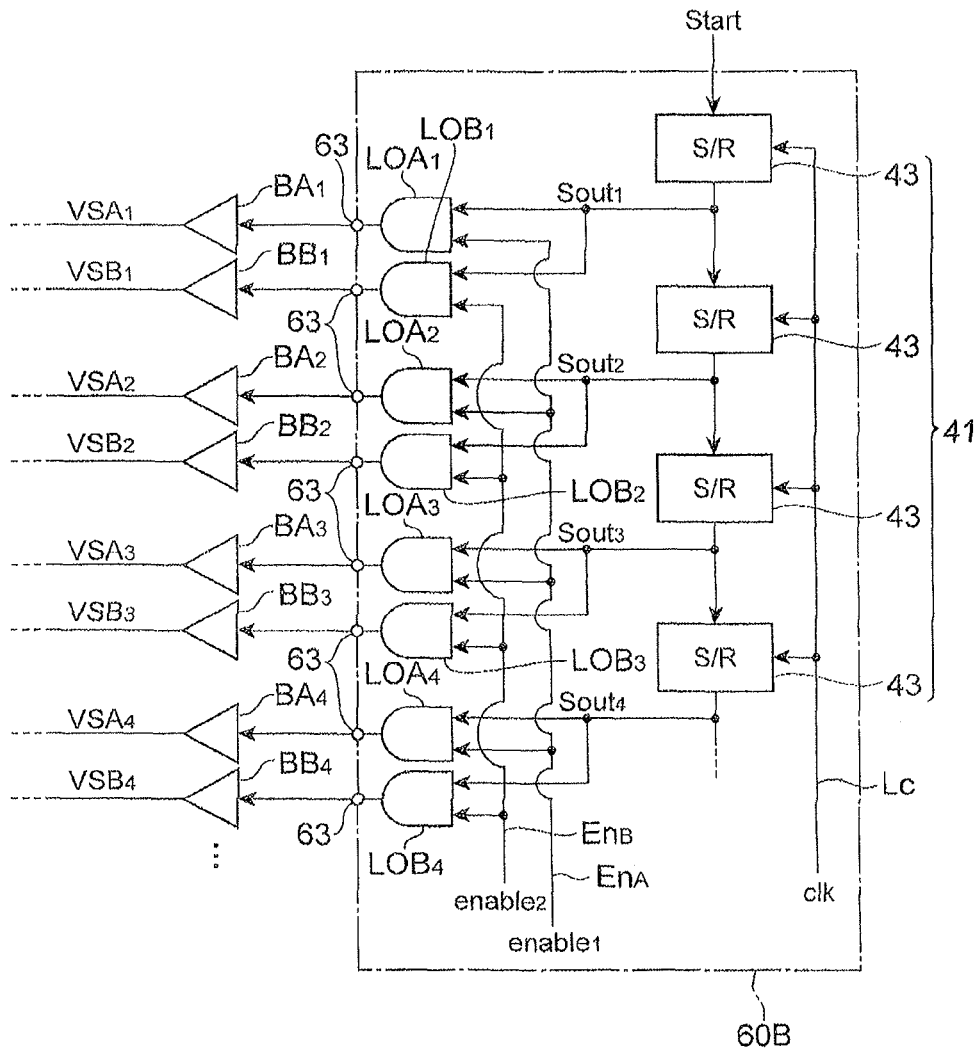 Start
LOB1
63 LOA1 S/R
BA1 43
VSA1 Sout1
BB1
VSB1
63 LOA2 S/R
BA2 Sout2 43
VSA2
BB2
VSB2 41
63 LOA3 LOB2 S/R
BA3 Sout3 43
VSA3
BB3
VSB3
63 LOA4 LOB3 S/R
BA4 Sout4 43
VSA4
BB4
VSB4 Lc
63 EnB
LOB4 EnA
⋮ enable2 clk
enable1
60B